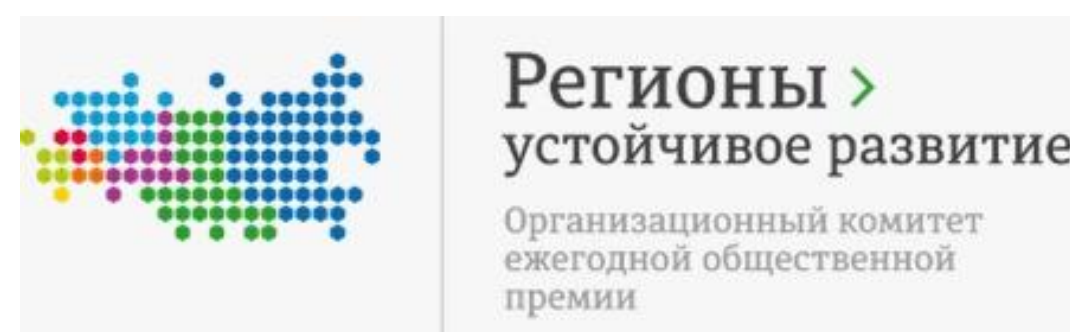 Регионы >
устойчивое развитие
Организационный комитет
ежегодной общественной
премии